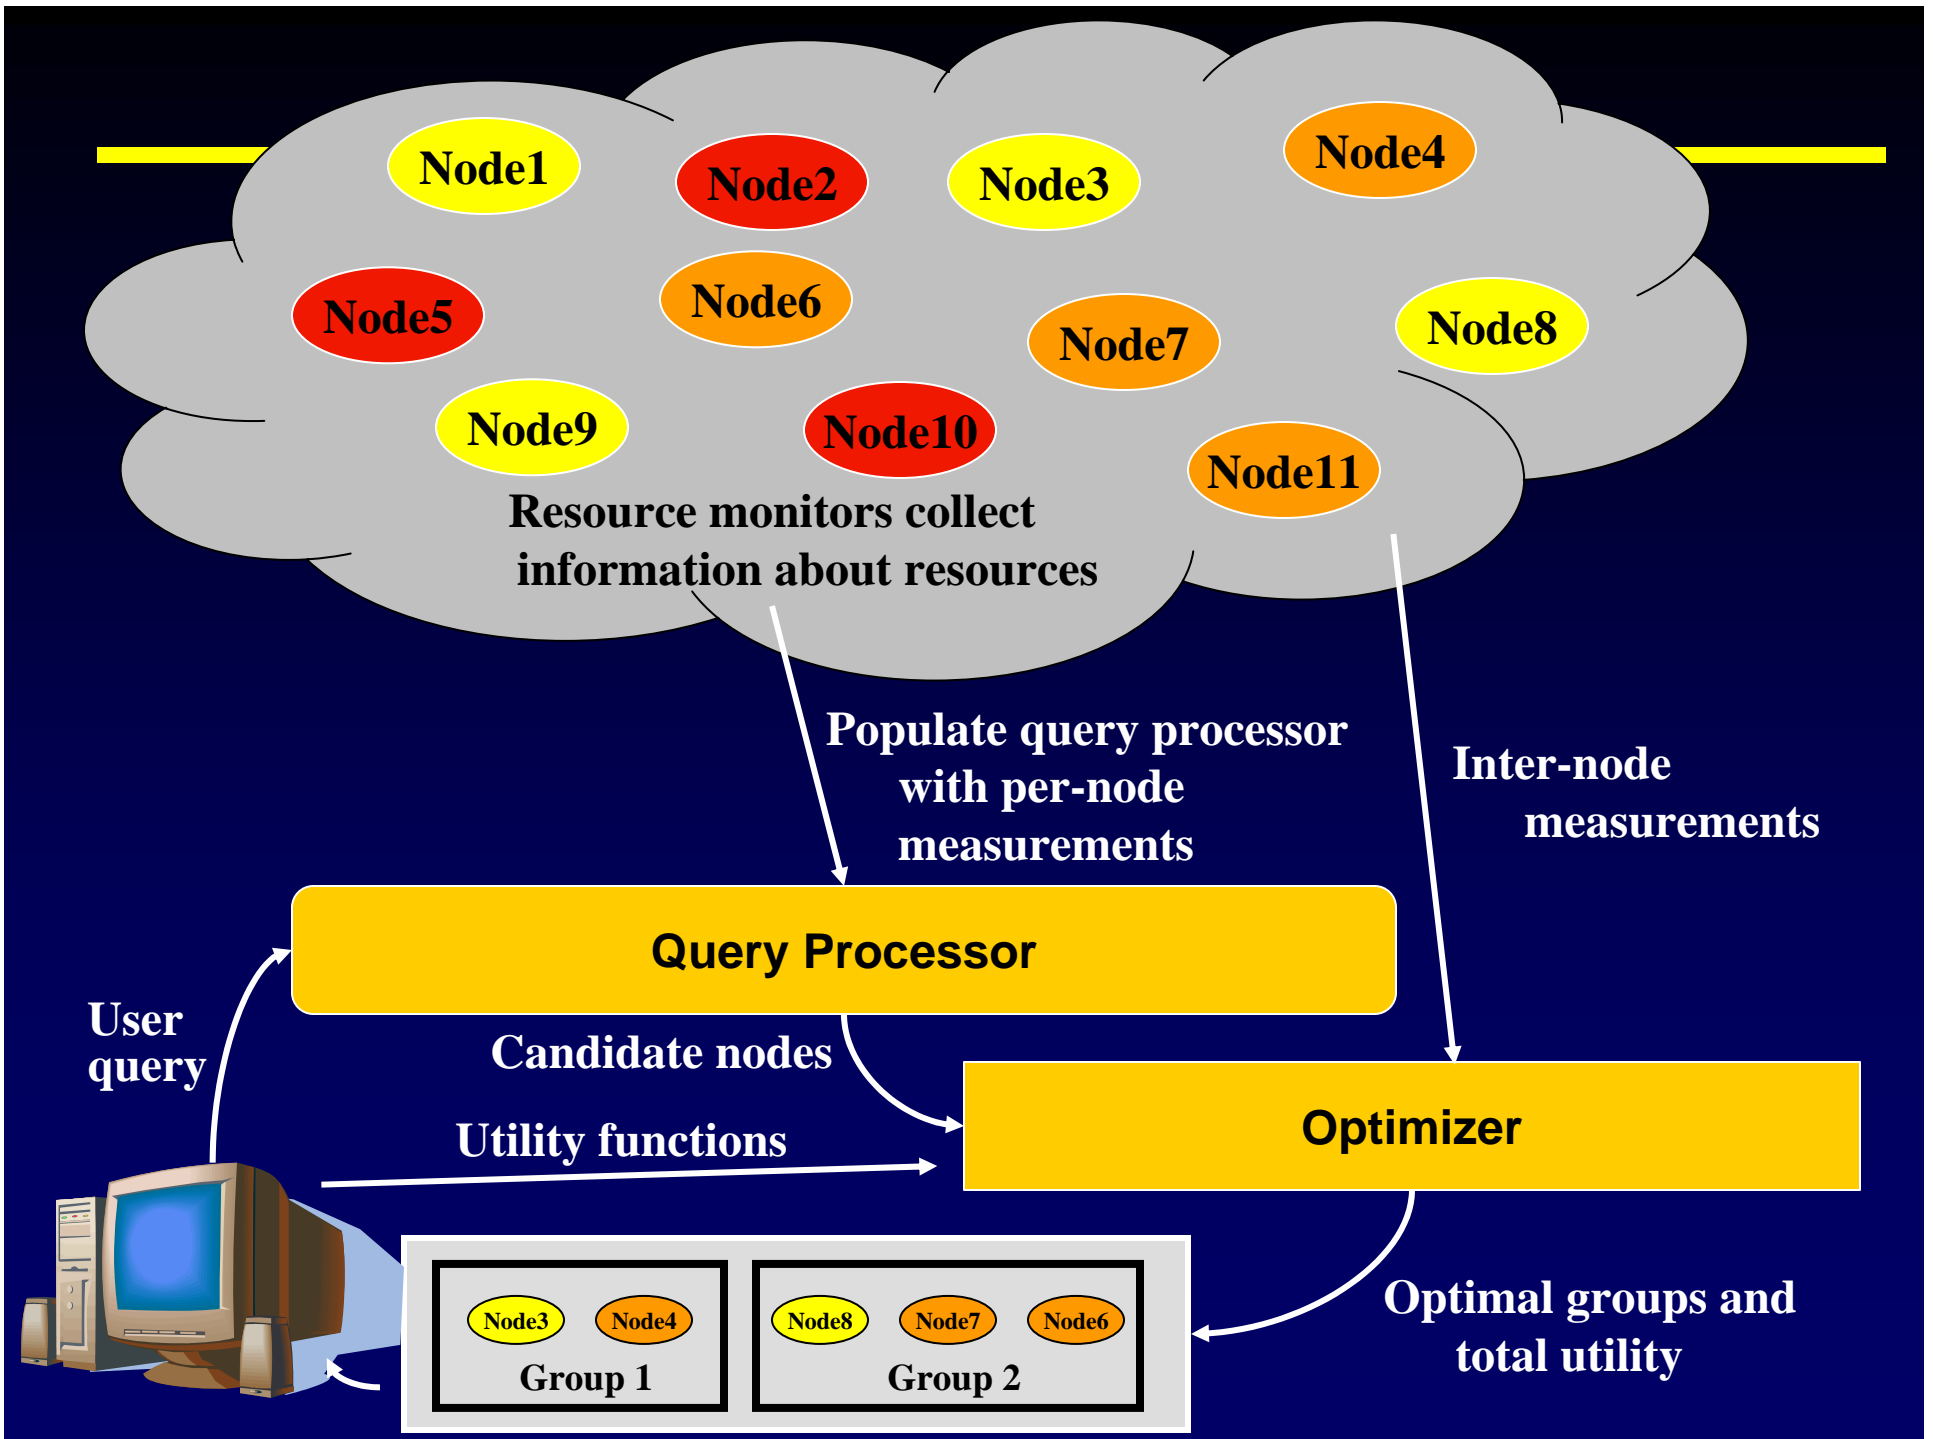 Node1
Node2
Node3
Node4
Node5
Node6
Node7
Node8
Node9
Node10
Node11
Resource monitors collect
information about resources
Populate query processor
with per-node
measurements
Inter-node
measurements
Query Processor
User
query
Candidate nodes
Optimizer
Utility functions
Node3
Node4
Group 1
Node8
Node7
Node6
Group 2
Optimal groups and
total utility